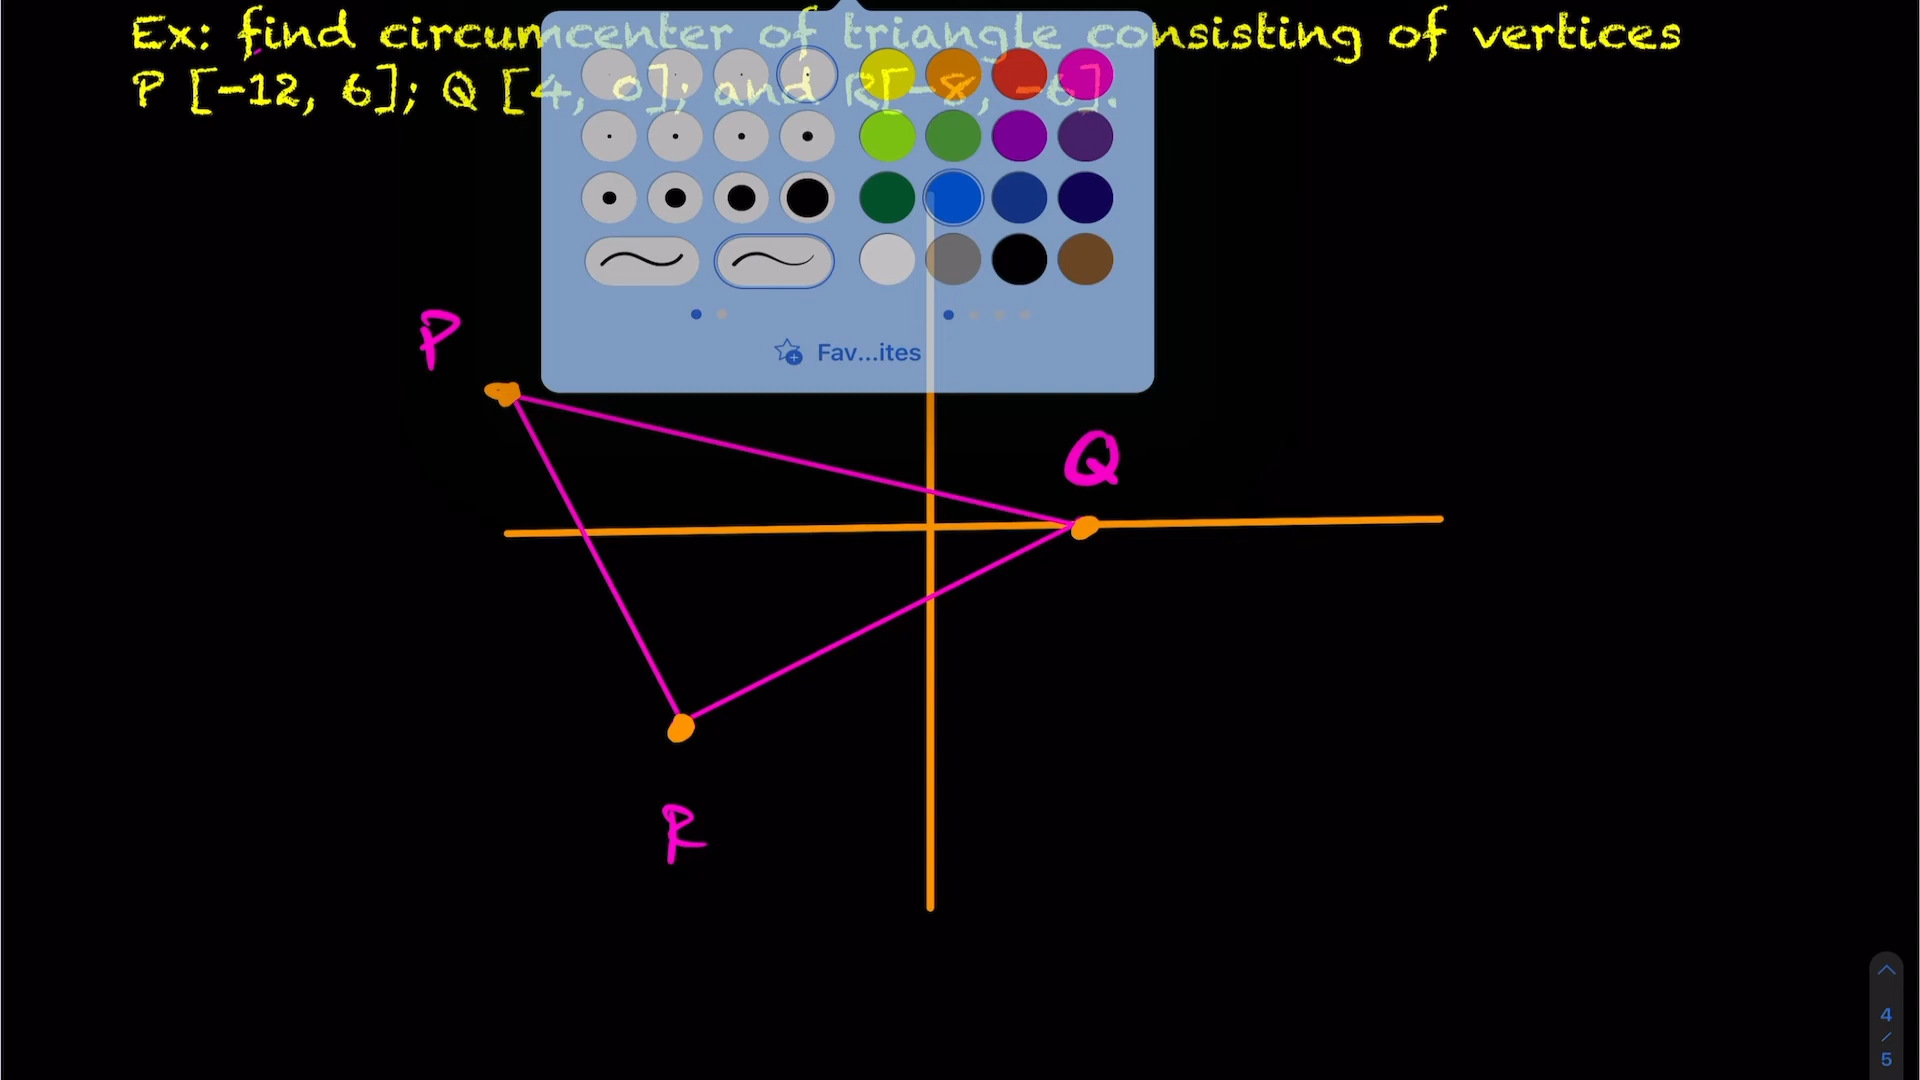 Ex: find circumcenter of triangle consisting of vertices
P [-12, 6]; Q [4, 0]; and R[-8, -6].
Fav...ites
P
Q
R
4
/
5